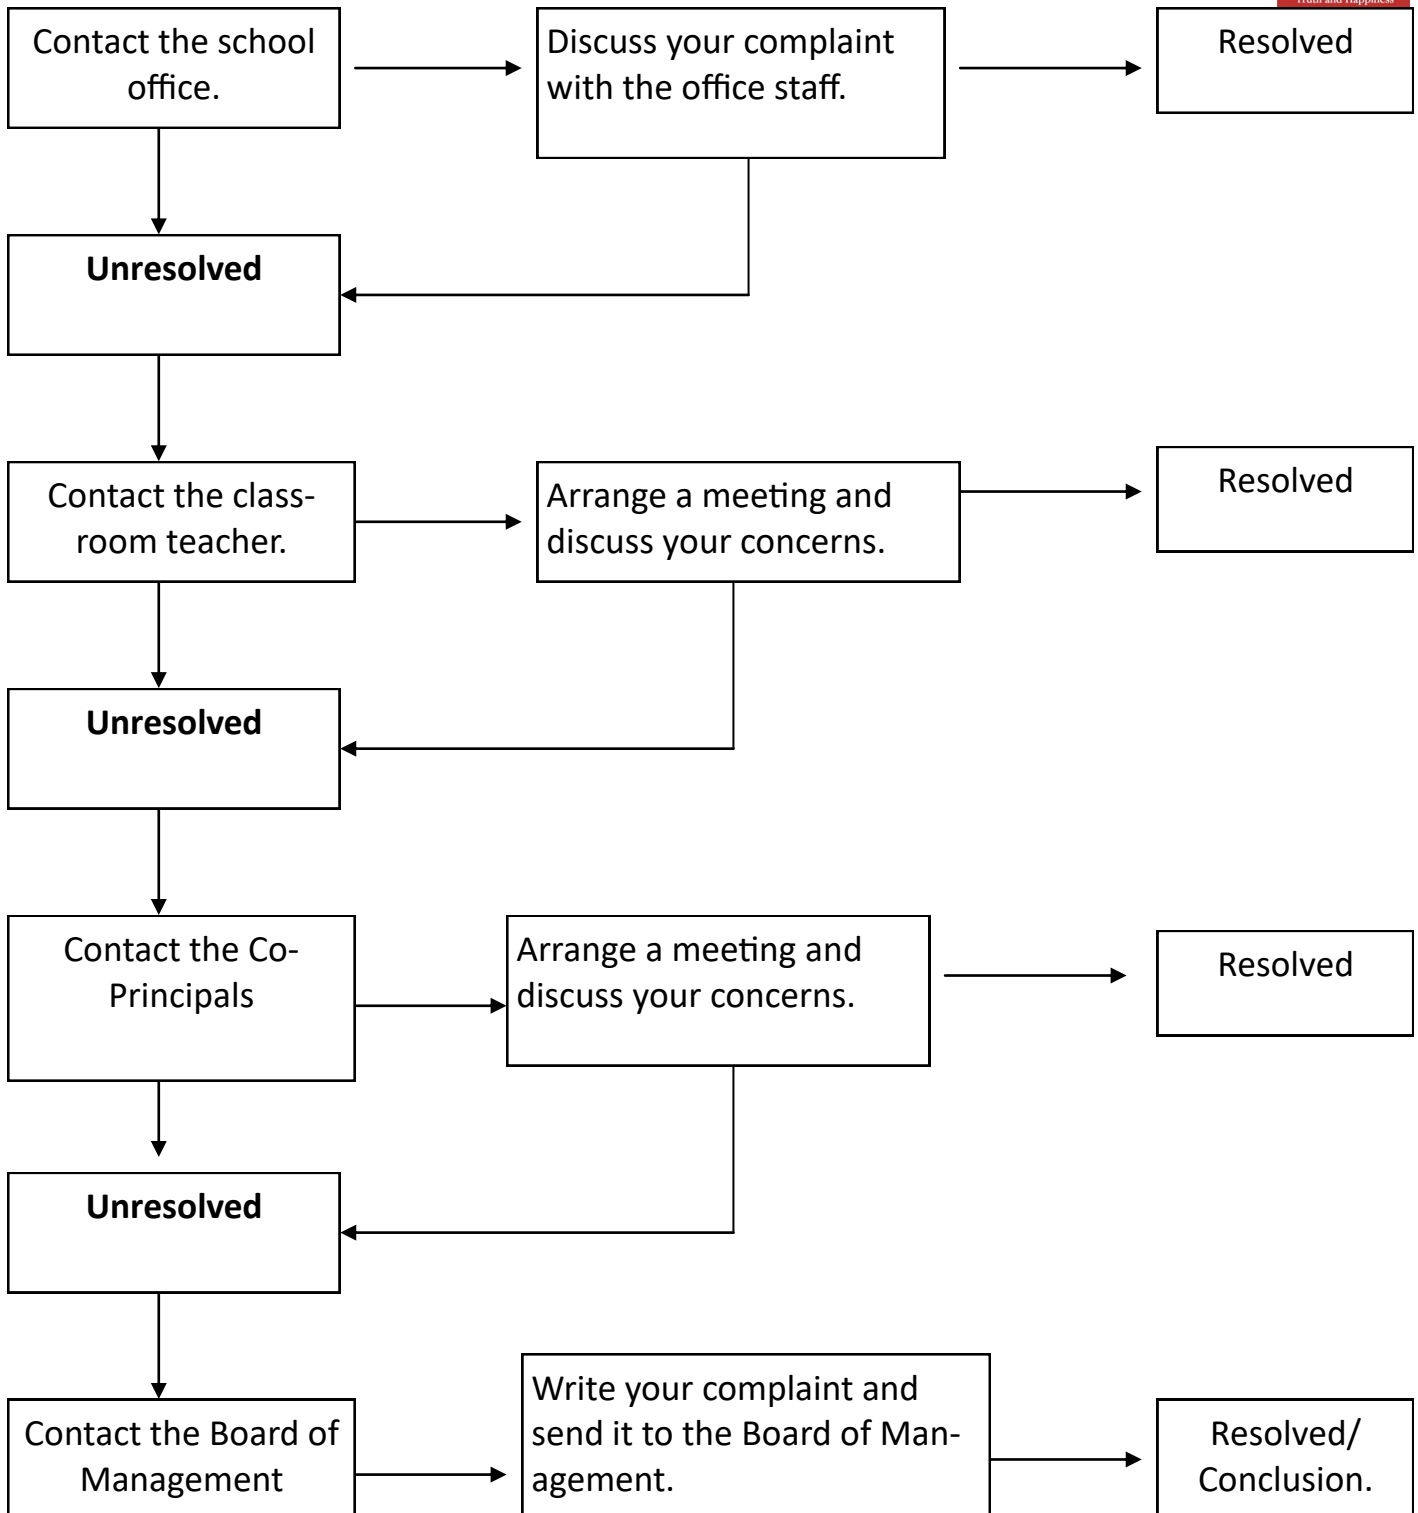 Truth and Happiness
Contact the school
office.
Discuss your complaint
with the office staff.
Resolved
Unresolved
Contact the class-
room teacher.
Arrange a meeting and
discuss your concerns.
Resolved
Unresolved
Contact the Co-
Principals
Arrange a meeting and
discuss your concerns.
Resolved
Unresolved
Contact the Board of
Management
Write your complaint and
send it to the Board of Man-
agement.
Resolved/
Conclusion.